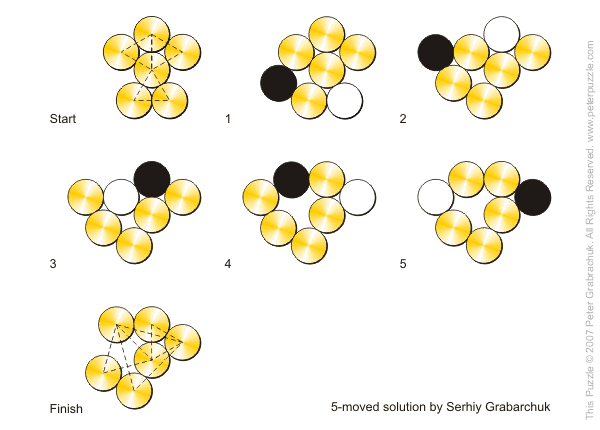 Start
1
2
3
4
5
Finish
5-moved solution by Serhiy Grabarchuk
This Puzzle © 2007 Peter Grabrachuk. All Rights Reserved. www.peterpuzzle.com